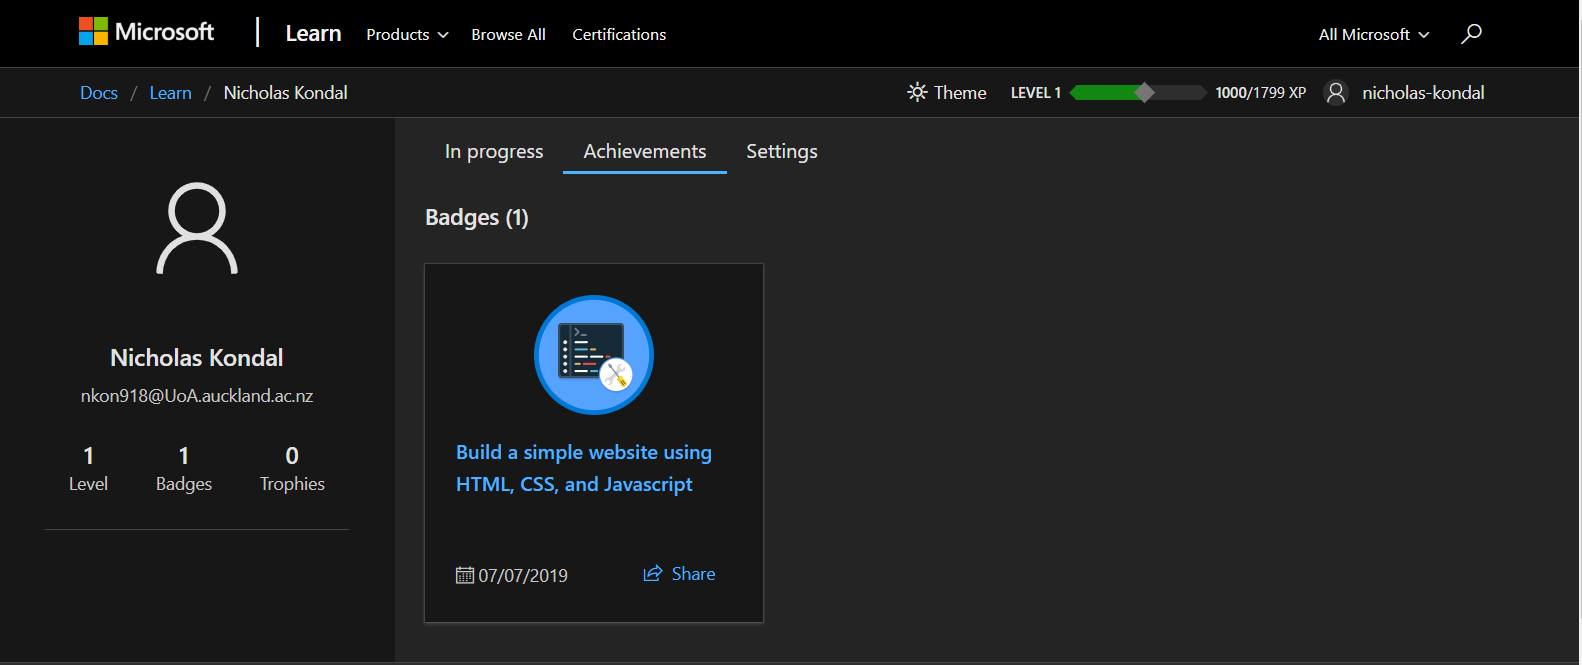 Microsoft Learn Products Browse All Certifications All Microsoft
Docs / Learn / Nicholas Kondal Theme LEVEL 1 1000/1799 XP nicholas-kondal
In progress Achievements Settings
Badges (1)
Nicholas Kondal
nkon918@UoA.auckland.ac.nz
1 1 0
Level Badges Trophies
Build a simple website using
HTML, CSS, and Javascript
07/07/2019 Share